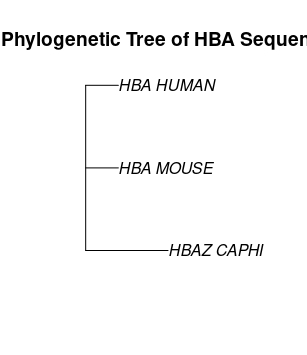 Phylogenetic Tree of HBA Sequen
HBA HUMAN
HBA MOUSE
HBAZ CAPHI